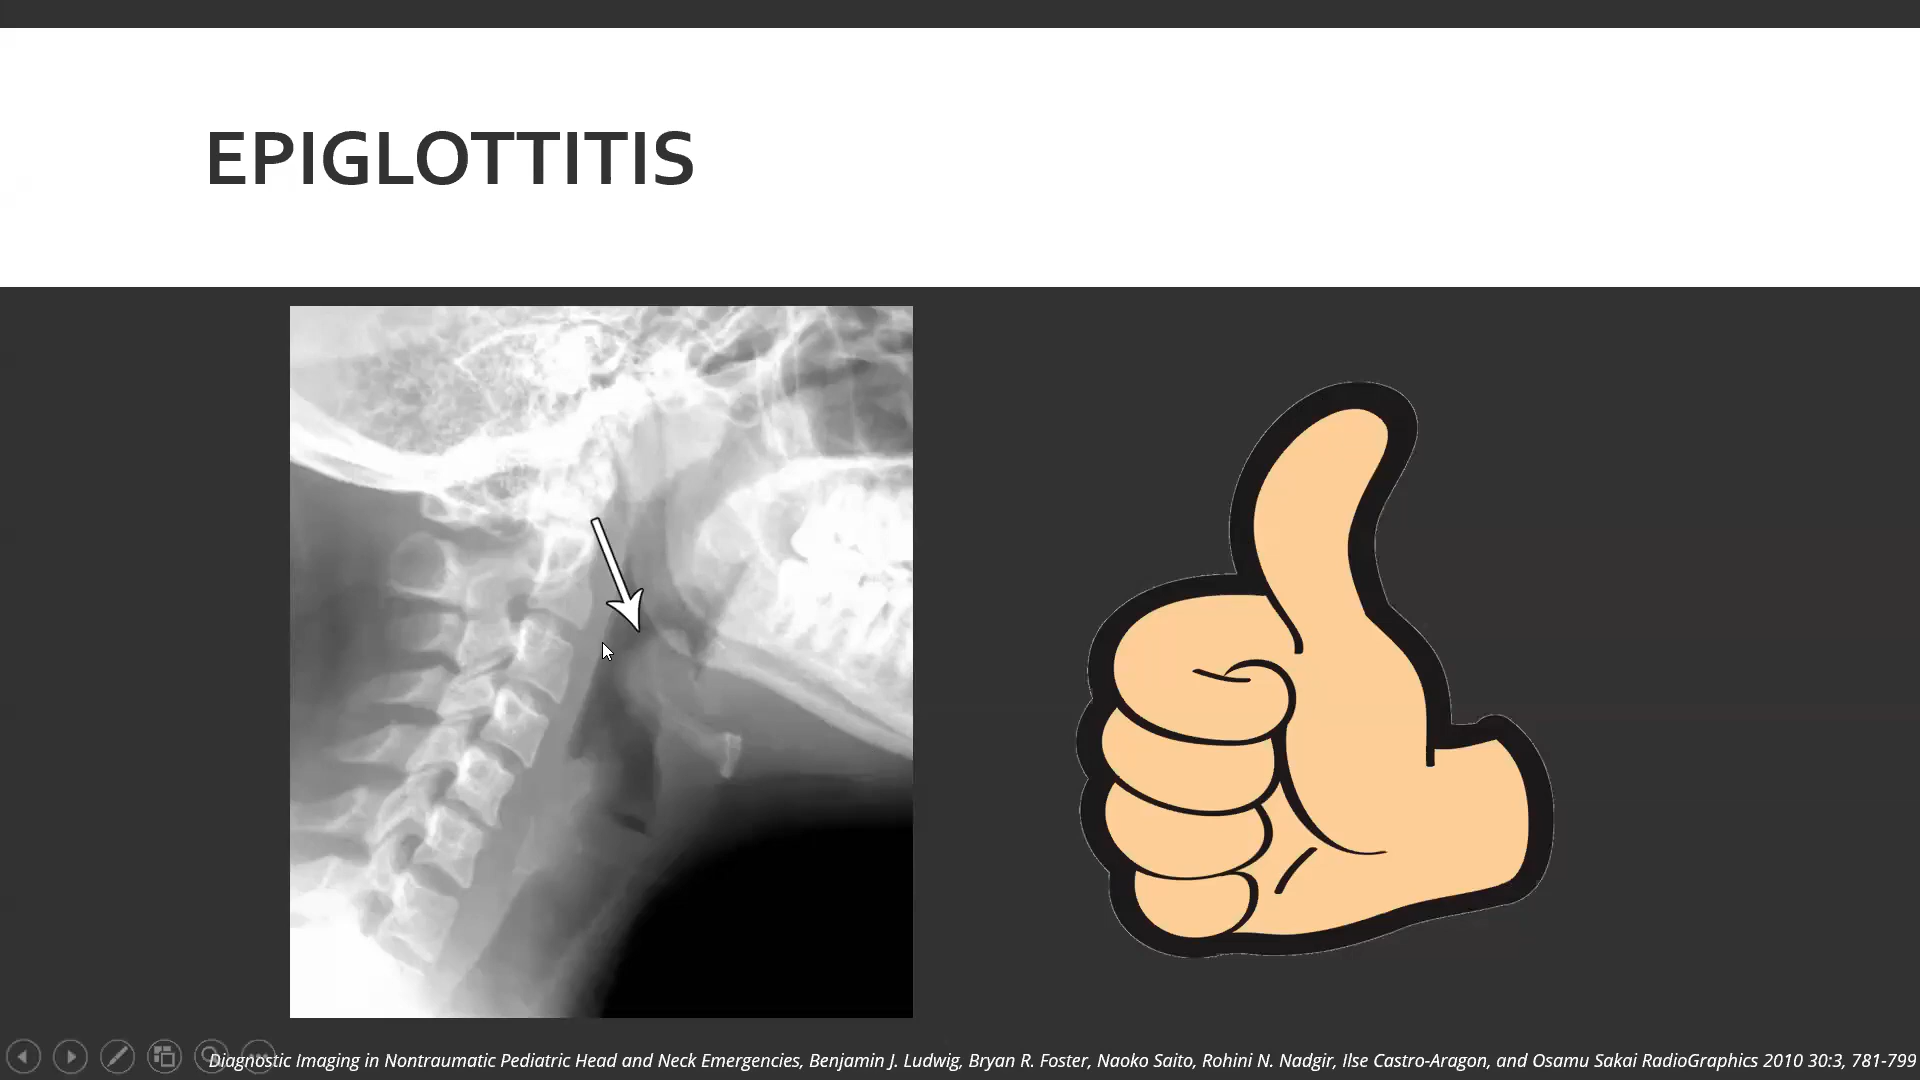 EPIGLOTTITIS
Diagnostic Imaging in Nontraumatic Pediatric Head and Neck Emergencies, Benjamin J. Ludwig, Bryan R. Foster, Naoko Saito, Rohini N. Nadgir, Ilse Castro-Aragon, and Osamu Sakai RadioGraphics 2010 30:3, 781-799